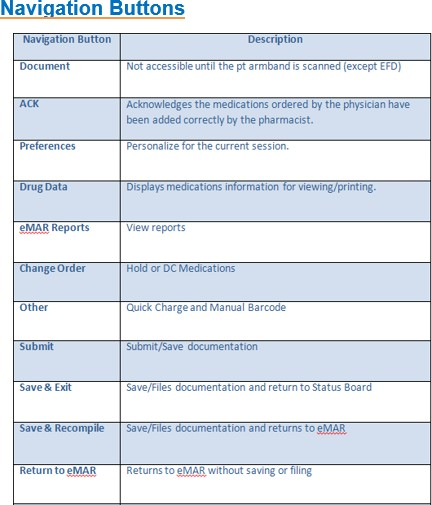 Navigation Buttons
Navigation Button Description
Document Not accessible until the pt armband is scanned (except EFD)
ACK Acknowledges the medications ordered by the physician have
been added correctly by the pharmacist.
Preferences Personalize for the current session.
Drug Data Displays medications information for viewing/printing.
eMAR Reports View reports
Change Order Hold or DC Medications
Other Quick Charge and Manual Barcode
Submit Submit/Save documentation
Save & Exit Save/Files documentation and return to Status Board
Save & Recompile Save/Files documentation and returns to eMAR
Return to eMAR Returns to eMAR without saving or filing